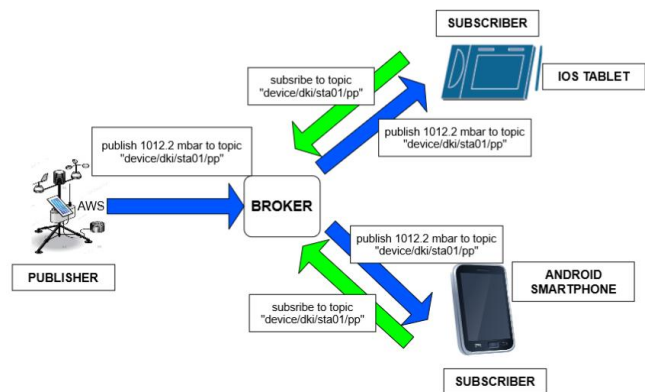 SUBSCRIBER
IOS TABLET
subsribe to topic
"device/dki/sta01/pp"
publish 1012.2 mbar to topic
"device/dki/sta01/pp"
publish 1012.2 mbar to topic
"device/dki/sta01/pp"
AWS
BROKER
PUBLISHER
publish 1012.2 mbar to topic
"device/dki/sta01/pp"
ANDROID
SMARTPHONE
subsribe to topic
"device/dki/sta01/pp"
SUBSCRIBER